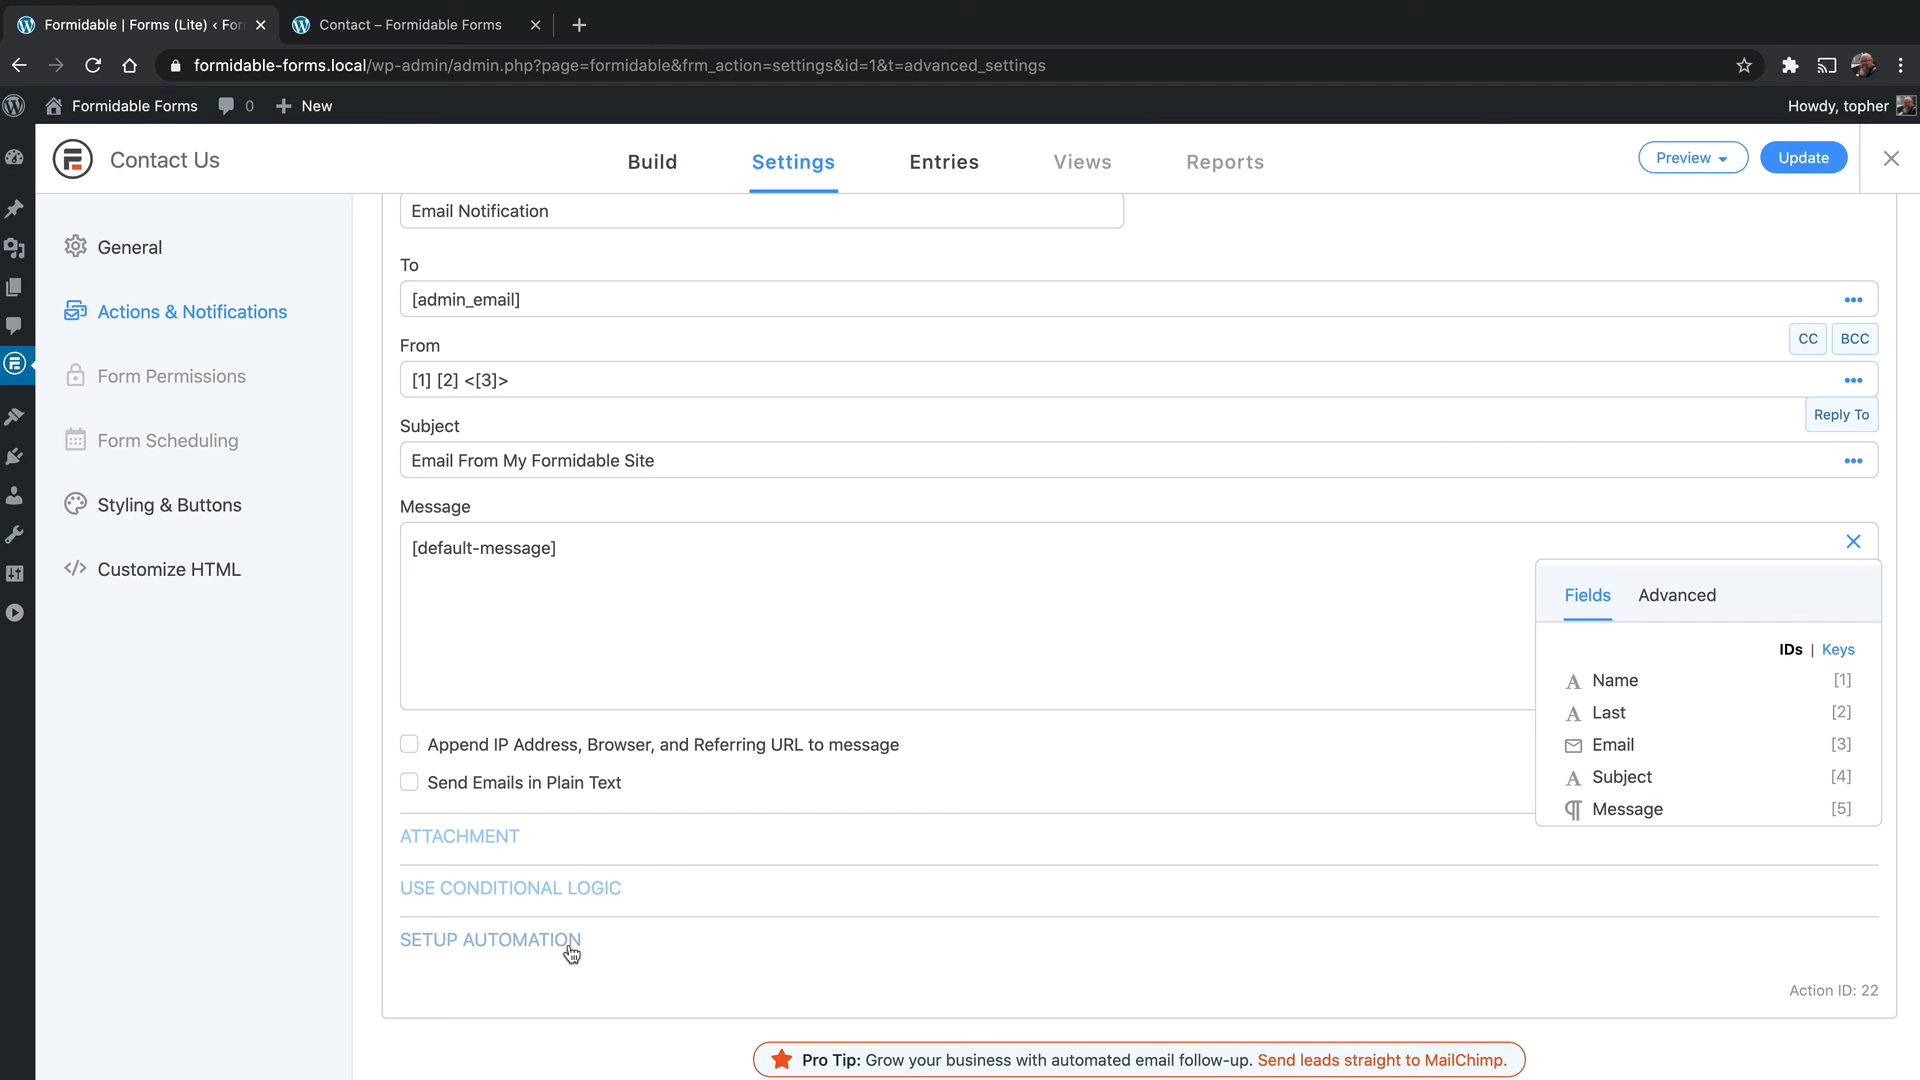 Formidable | Forms (Lite) ‹ For
Contact – Formidable Forms
formidable-forms.local/wp-admin/admin.php?page=formidable&frm_action=settings&id=1&t=advanced_settings
Formidable Forms
0
New
Howdy, topher
Contact Us
Build
Settings
Entries
Views
Reports
Preview
Update
General
Actions & Notifications
Form Permissions
Form Scheduling
Styling & Buttons
Customize HTML
Email Notification
To
[admin_email]
CC
BCC
From
[1] [2] <[3]>
Reply To
Subject
Email From My Formidable Site
Message
[default-message]
Fields
Advanced
IDs | Keys
Name [1]
Last [2]
Email [3]
Subject [4]
Message [5]
Append IP Address, Browser, and Referring URL to message
Send Emails in Plain Text
ATTACHMENT
USE CONDITIONAL LOGIC
SETUP AUTOMATION
Action ID: 22
Pro Tip: Grow your business with automated email follow-up. Send leads straight to MailChimp.